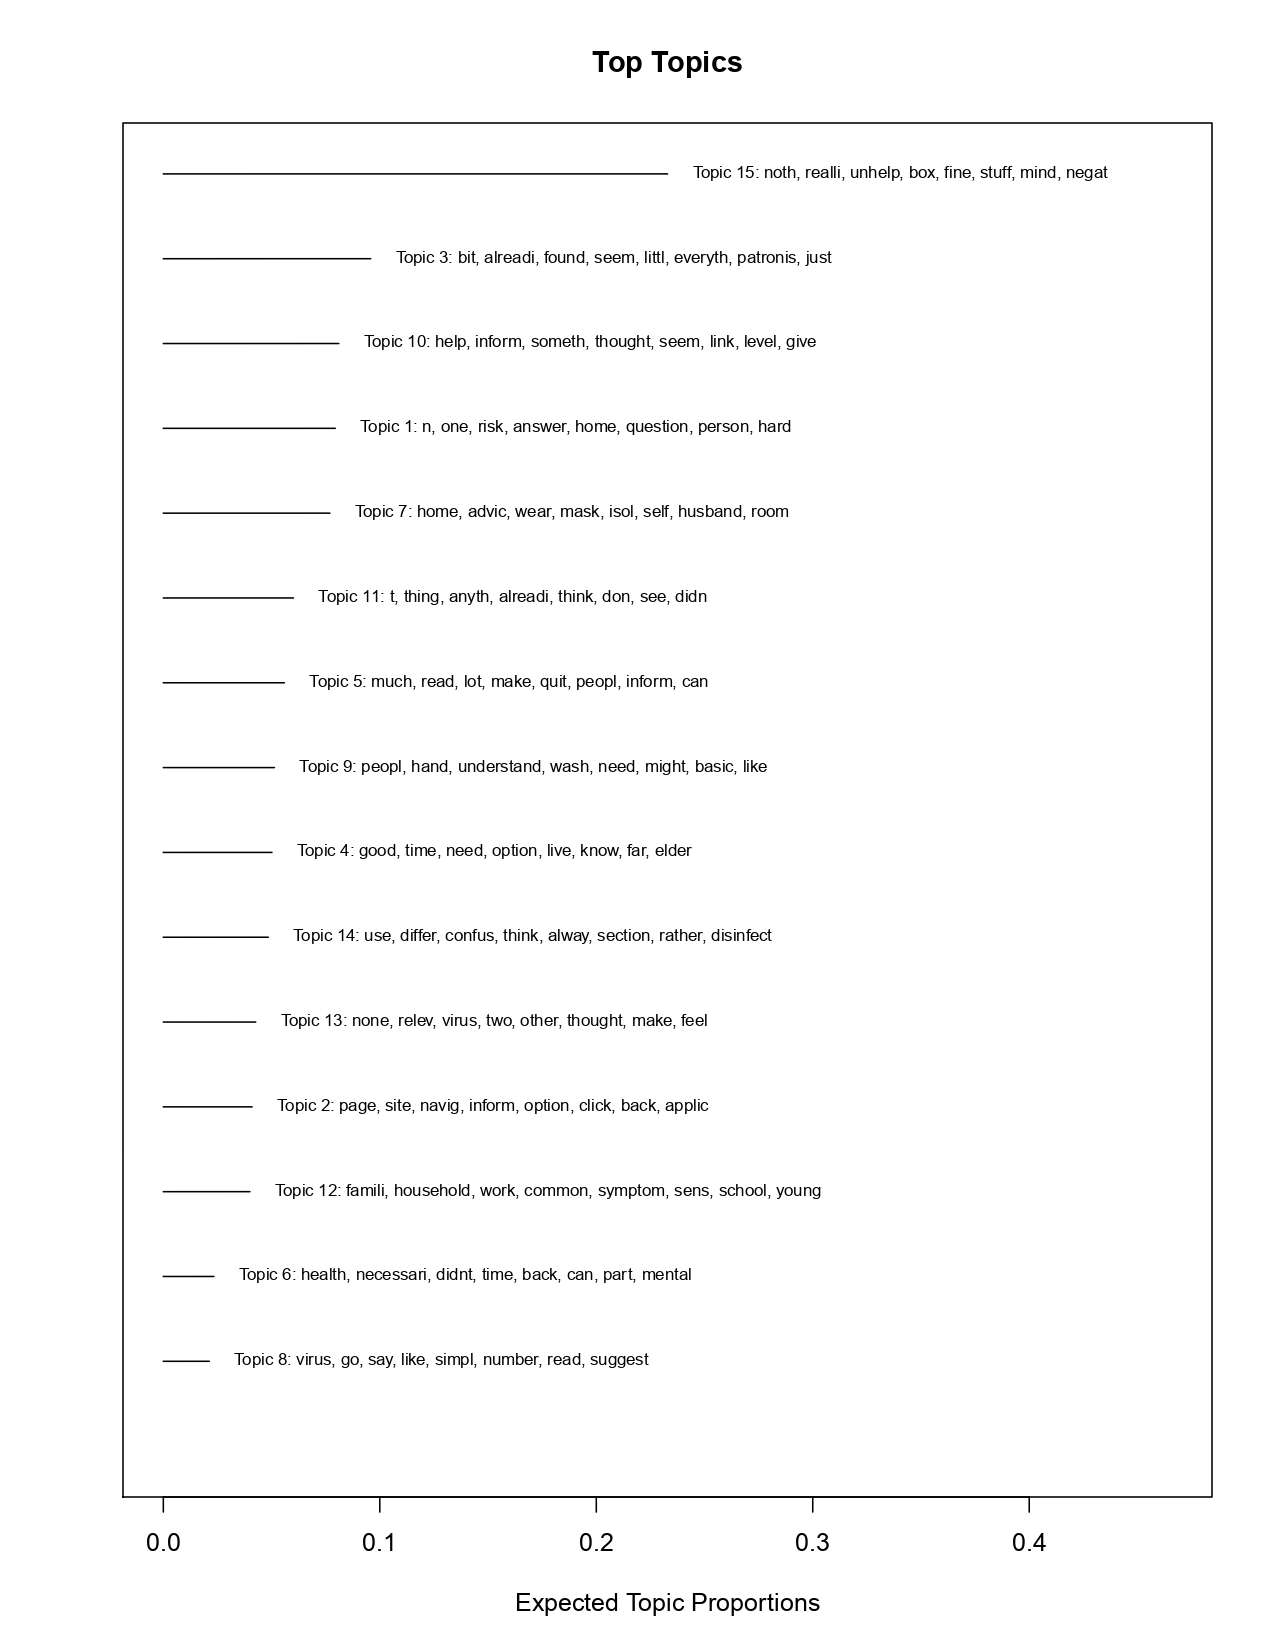 Top Topics
Topic 15: noth, realli, unhelp, box, fine, stuff, mind, negat
Topic 3: bit, alreadi, found, seem, littl, everyth, patronis, just
Topic 10: help, inform, someth, thought, seem, link, level, give
Topic 1: n, one, risk, answer, home, question, person, hard
Topic 7: home, advic, wear, mask, isol, self, husband, room
Topic 11: t, thing, anyth, alreadi, think, don, see, didn
Topic 5: much, read, lot, make, quit, peopl, inform, can
Topic 9: peopl, hand, understand, wash, need, might, basic, like
Topic 4: good, time, need, option, live, know, far, elder
Topic 14: use, differ, confus, think, alway, section, rather, disinfect
Topic 13: none, relev, virus, two, other, thought, make, feel
Topic 2: page, site, navig, inform, option, click, back, applic
Topic 12: famili, household, work, common, symptom, sens, school, young
Topic 6: health, necessari, didnt, time, back, can, part, mental
Topic 8: virus, go, say, like, simpl, number, read, suggest
0.0 0.1 0.2 0.3 0.4
Expected Topic Proportions